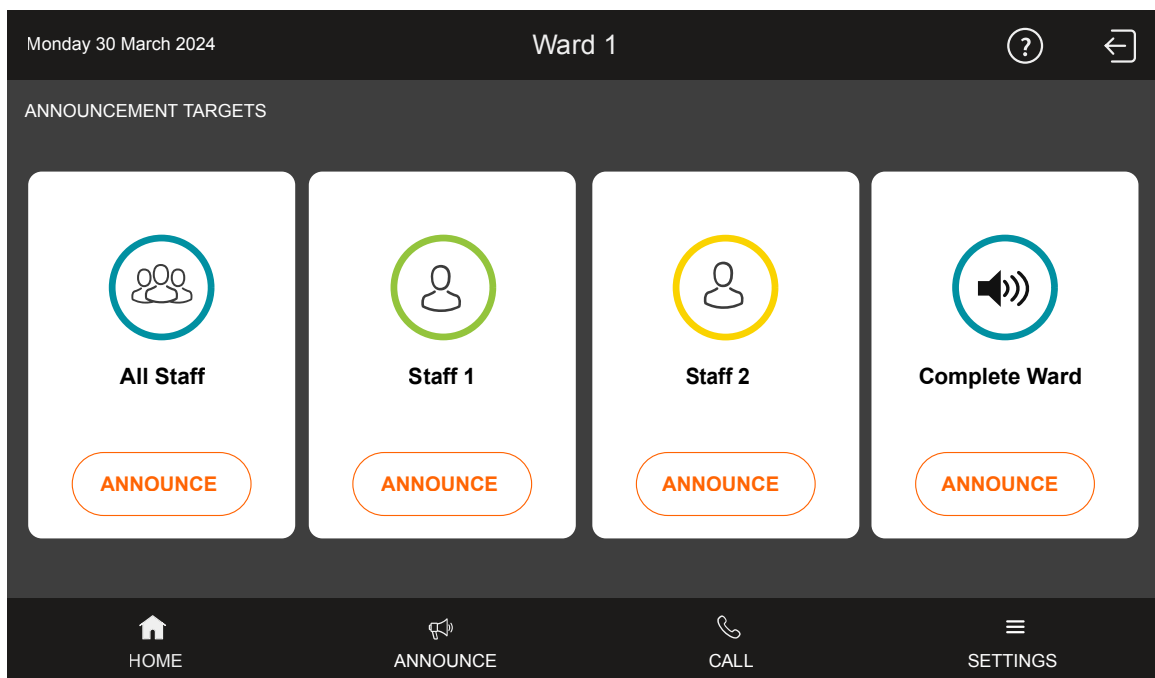 Monday 30 March 2024
Ward 1
?
ANNOUNCEMENT TARGETS
All Staff
Staff 1
Staff 2
Complete Ward
ANNOUNCE
ANNOUNCE
ANNOUNCE
ANNOUNCE
HOME
ANNOUNCE
CALL
SETTINGS